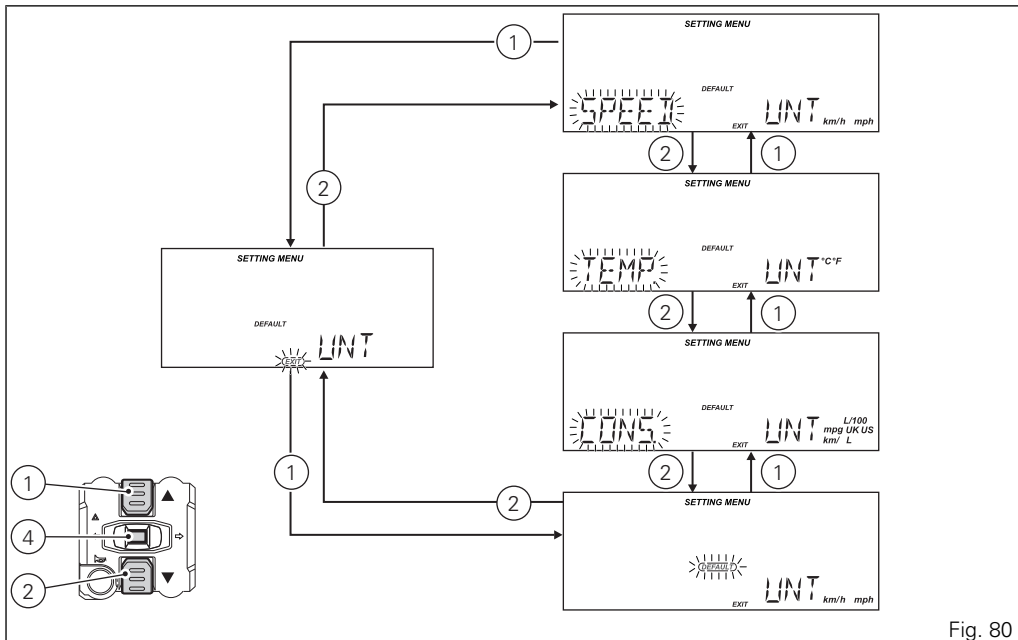 1
SETTING MENU
DEFAULT
SPEED UNT km/h mph
EXIT
2
2 1
SETTING MENU
DEFAULT
TEMP. UNT °C°F
EXIT
SETTING MENU
DEFAULT
UNT
EXIT
2 1
SETTING MENU
DEFAULT
CONS. UNT L/100
mpg UK US
km/ L
EXIT
1
2 1
2
SETTING MENU
DEFAULT
UNT km/h mph
EXIT
1
4
2
Fig. 80